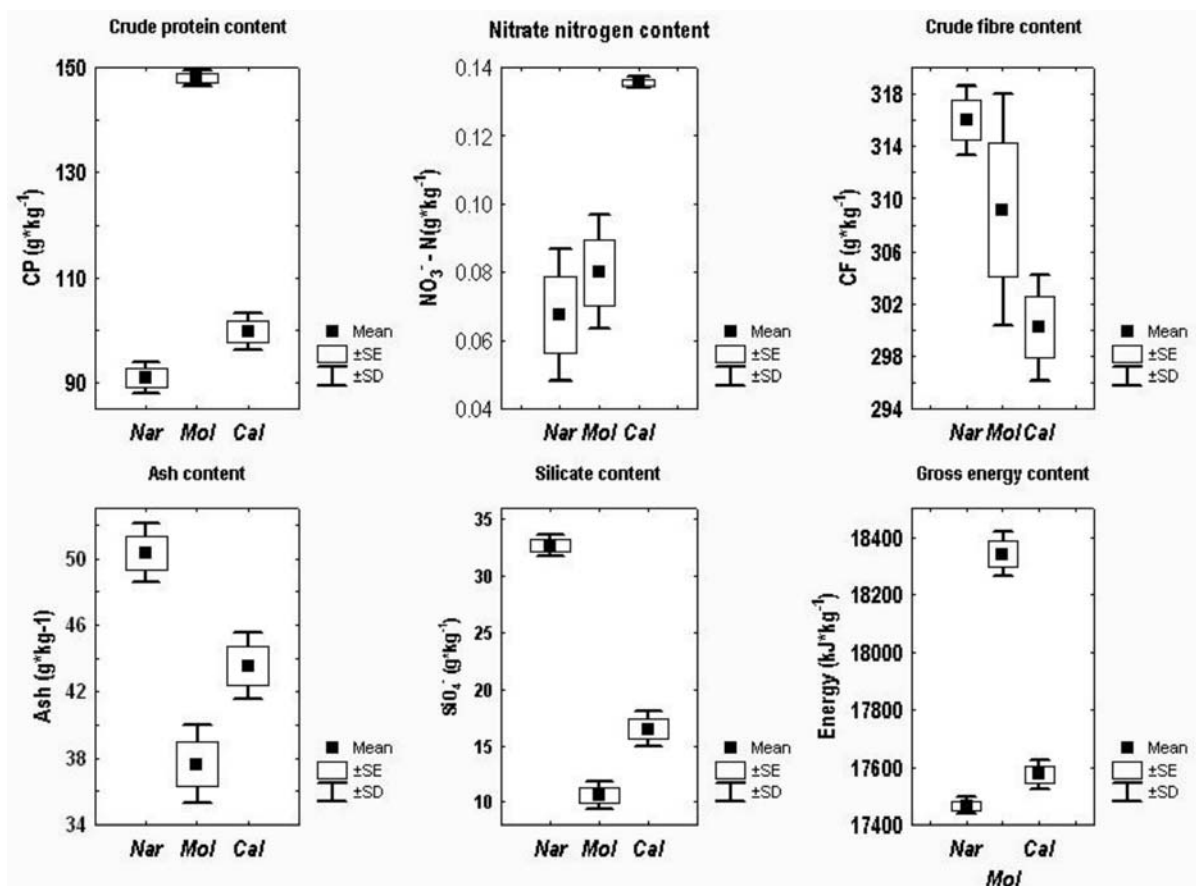 Crude protein content
CP (g*kg-1)
150
130
110
90
Nar Mol Cal
Mean
±SE
±SD
Nitrate nitrogen content
NO3- - N(g*kg-1)
0.14
0.12
0.10
0.08
0.06
0.04
Nar Mol Cal
Mean
±SE
±SD
Crude fibre content
CF (g*kg-1)
318
314
310
306
302
298
294
Nar Mol Cal
Mean
±SE
±SD
Ash content
Ash (g*kg-1)
50
46
42
38
34
Nar Mol Cal
Mean
±SE
±SD
Silicate content
SiO4- (g*kg-1)
35
30
25
20
15
10
Nar Mol Cal
Mean
±SE
±SD
Gross energy content
Energy (kJ*kg-1)
18400
18200
18000
17800
17600
17400
Nar Cal
Mol
Mean
±SE
±SD